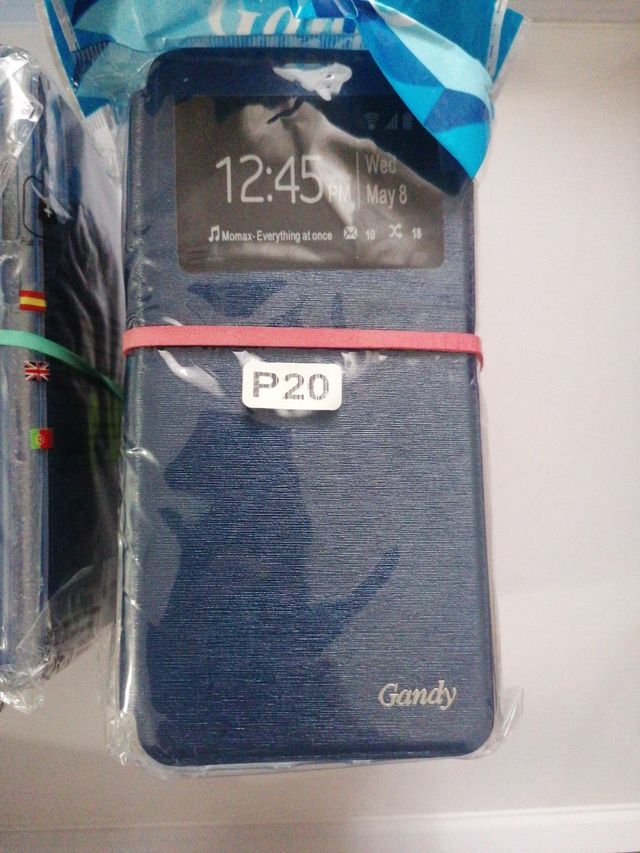 12:45 PM
Wed
May 8
Momax-Everything at once 10 18
P20
Gandy